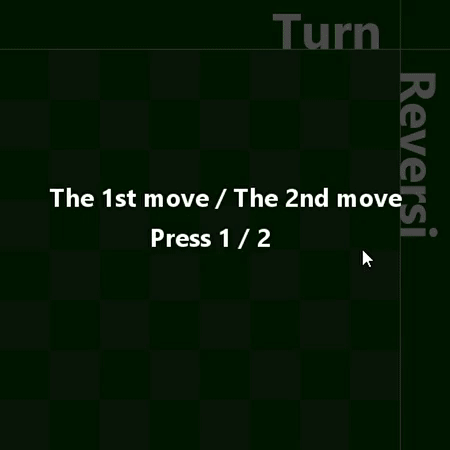 Turn
Reversi
The 1st move / The 2nd move
Press 1 / 2